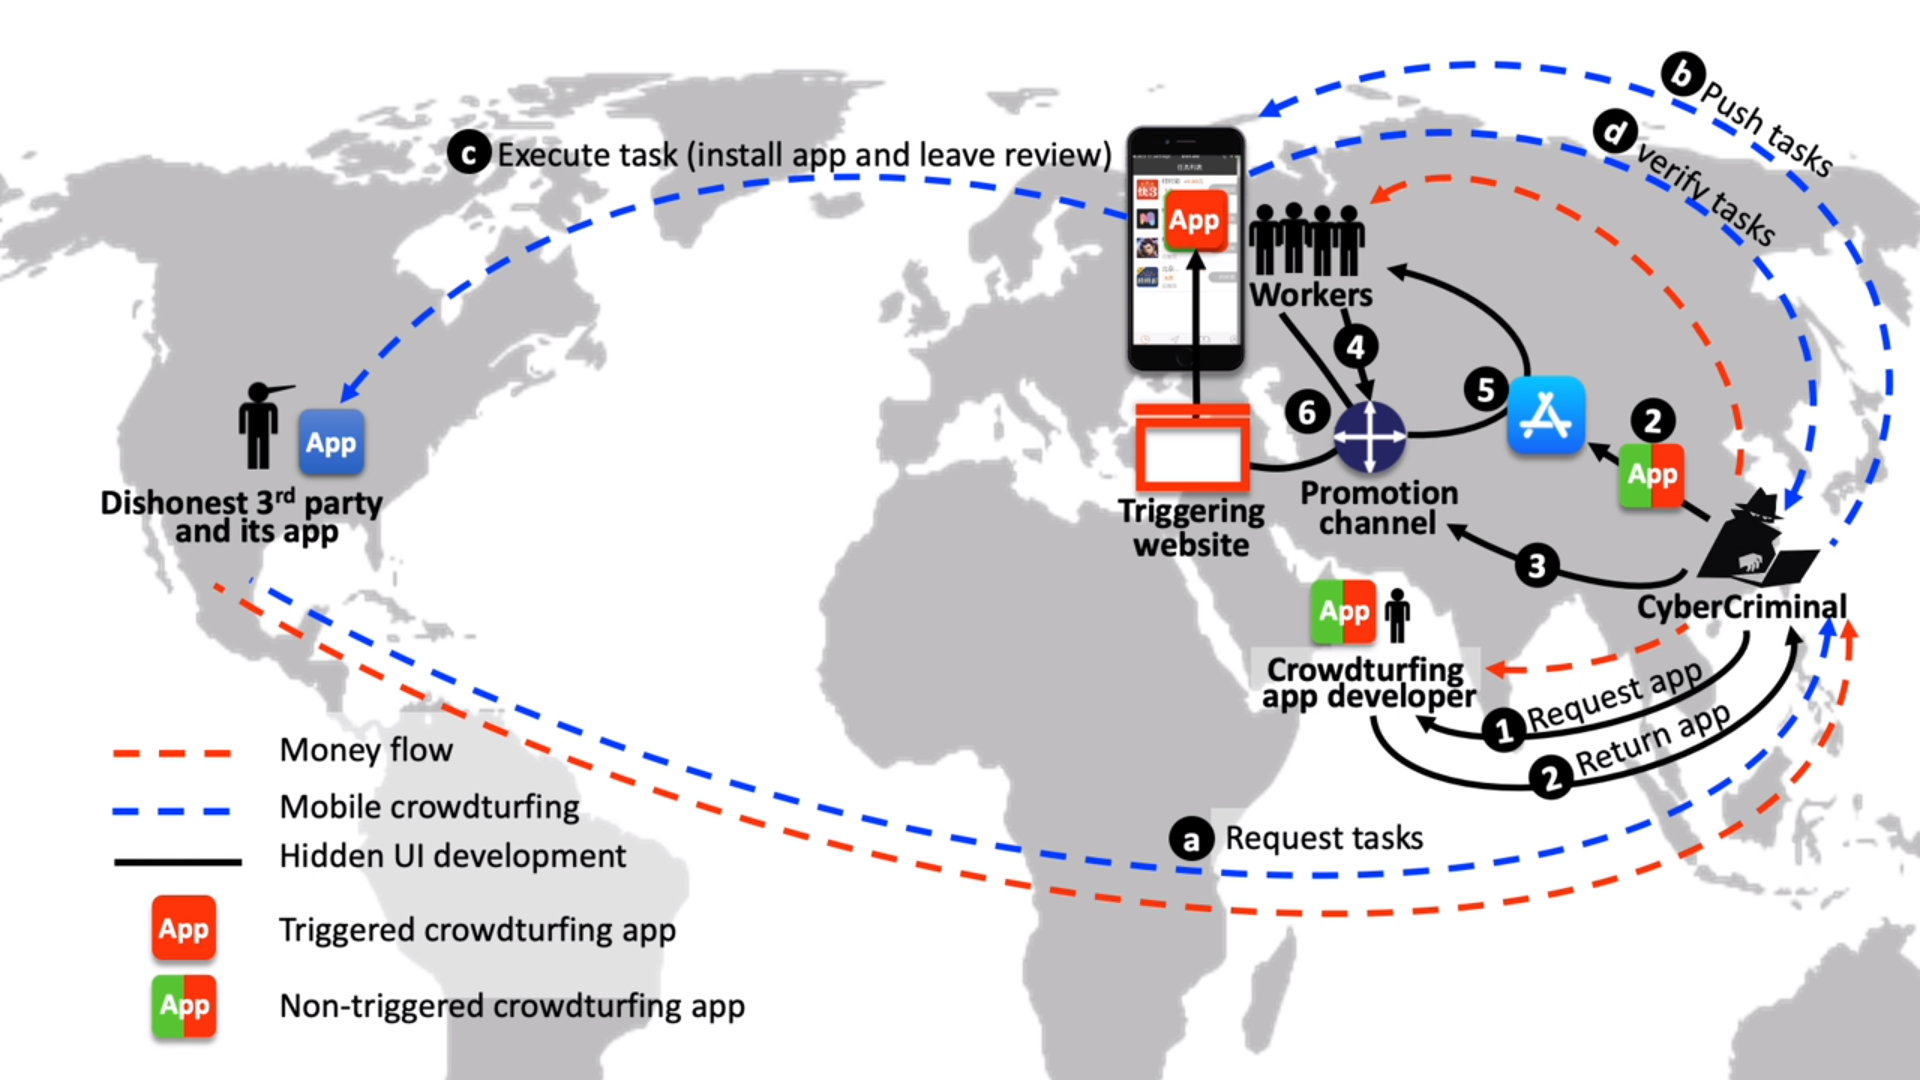 b Push tasks
d verify tasks
c Execute task (install app and leave review)
App
Workers
4
5
6
2
App
App
Dishonest 3rd party
and its app
Triggering
website
Promotion
channel
3
App
CyberCriminal
Crowdturfing
app developer
1 Request app
2 Return app
a Request tasks
Money flow
Mobile crowdturfing
Hidden UI development
App Triggered crowdturfing app
App Non-triggered crowdturfing app